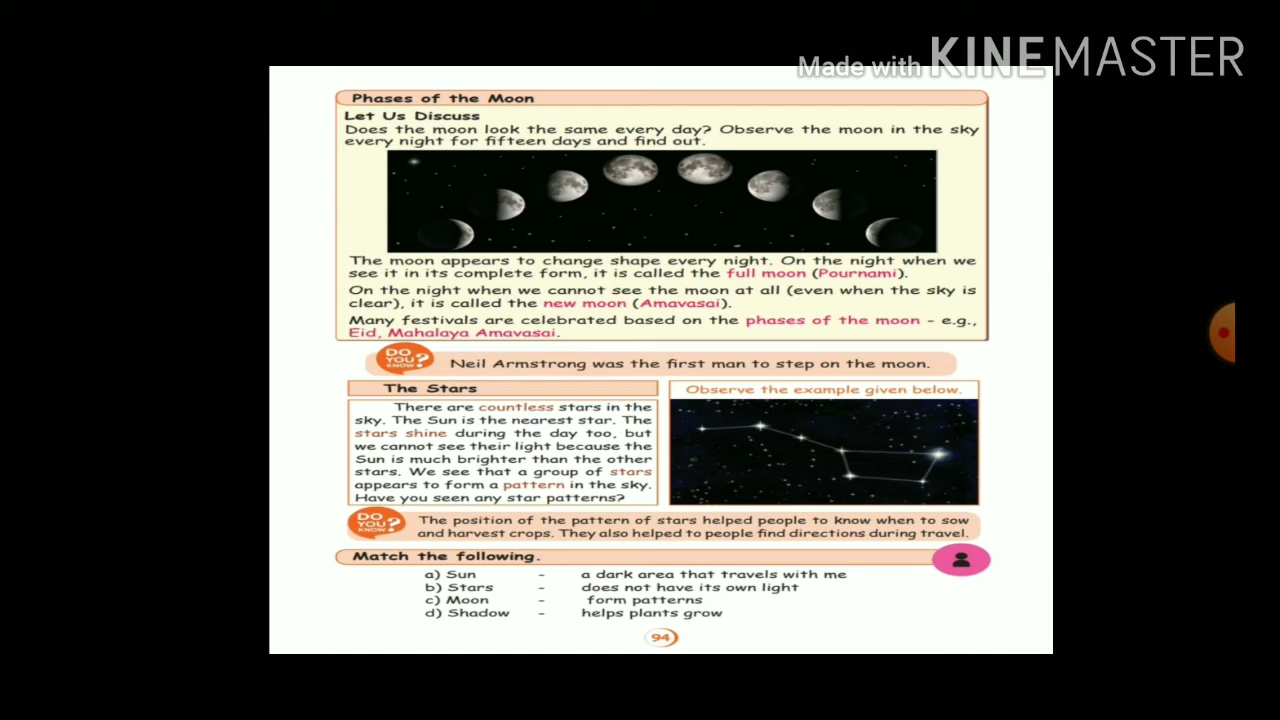 Made with KINEMASTER
Phases of the Moon
Let Us Discuss
Does the moon look the same every day? Observe the moon in the sky
every night for fifteen days and find out.
The moon appears to change shape every night. On the night when we
see it in its complete form, it is called the full moon (Pournami).
On the night when we cannot see the moon at all (even when the sky is
clear), it is called the new moon (Amavasai).
Many festivals are celebrated based on the phases of the moon - e.g.,
Eid, Mahalaya Amavasai.
DO YOU KNOW? Neil Armstrong was the first man to step on the moon.
The Stars
There are countless stars in the
sky. The Sun is the nearest star. The
stars shine during the day too, but
we cannot see their light because the
Sun is much brighter than the other
stars. We see that a group of stars
appears to form a pattern in the sky.
Have you seen any star patterns?
Observe the example given below.
DO YOU KNOW? The position of the pattern of stars helped people to know when to sow
and harvest crops. They also helped to people find directions during travel.
Match the following.
a) Sun - a dark area that travels with me
b) Stars - does not have its own light
c) Moon - form patterns
d) Shadow - helps plants grow
94